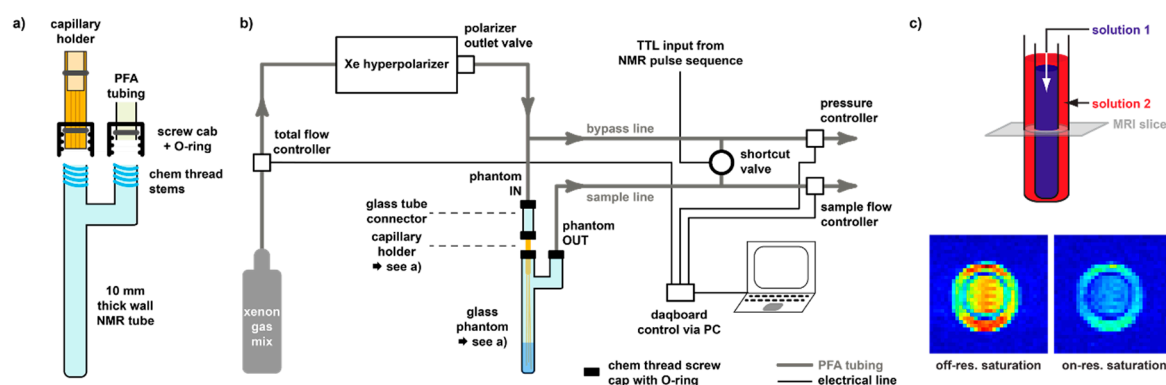 a)
capillary
holder
PFA
tubing
screw cab
+ O-ring
chem thread
stems
10 mm
thick wall
NMR tube
b)
polarizer
outlet valve
Xe hyperpolarizer
TTL input from
NMR pulse sequence
pressure
controller
total flow
controller
bypass line
shortcut
valve
phantom
IN
sample line
sample flow
controller
glass tube
connector
phantom
OUT
capillary
holder
➡ see a)
xenon
gas
mix
glass
phantom
➡ see a)
daqboard
control via PC
chem thread screw
cap with O-ring
PFA tubing
electrical line
c)
solution 1
solution 2
MRI slice
off-res. saturation
on-res. saturation